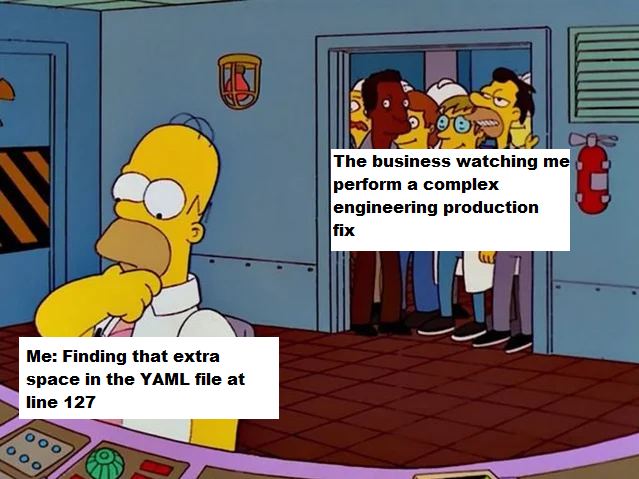 The business watching me
perform a complex
engineering production
fix
Me: Finding that extra
space in the YAML file at
line 127